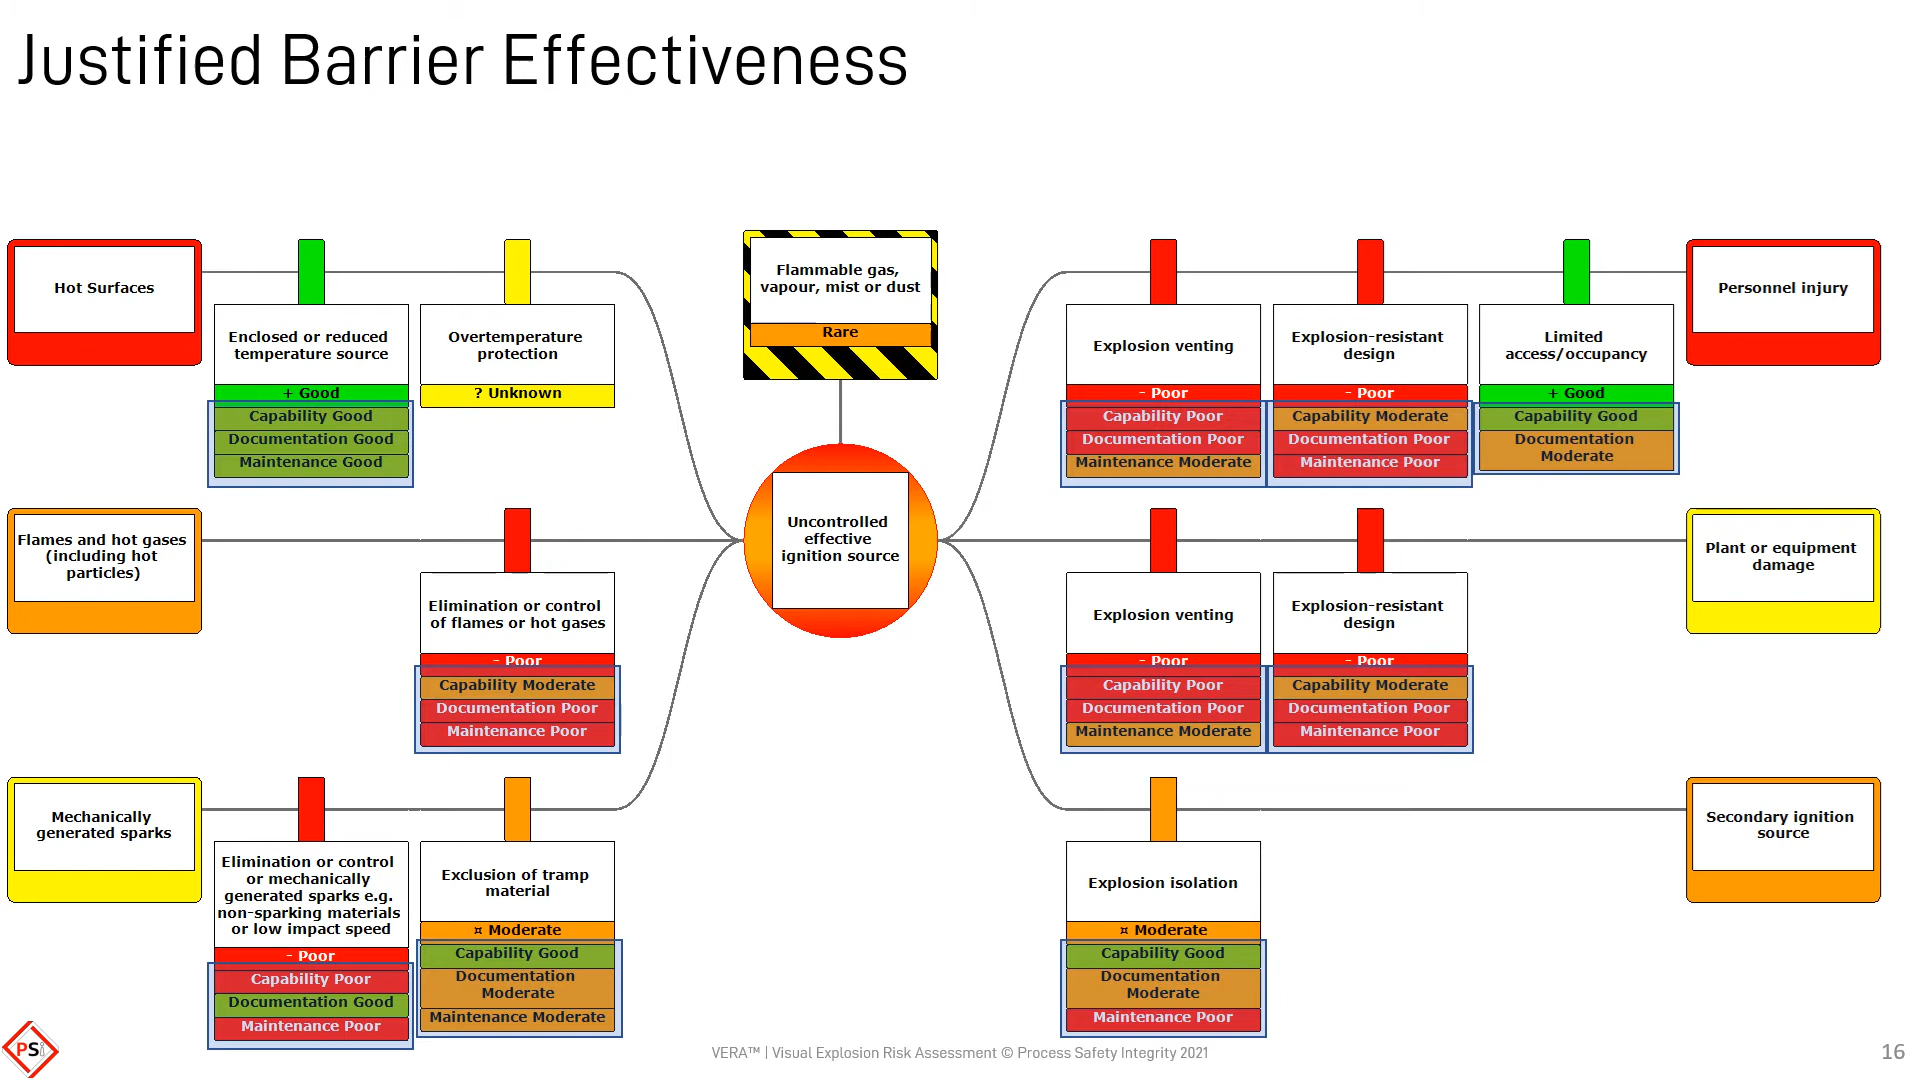 Justified Barrier Effectiveness
Hot Surfaces
Enclosed or reduced
temperature source
+ Good
Capability Good
Documentation Good
Maintenance Good
Overtemperature
protection
? Unknown
Flammable gas,
vapour, mist or dust
Rare
Explosion venting
- Poor
Capability Poor
Documentation Poor
Maintenance Moderate
Explosion-resistant
design
- Poor
Capability Moderate
Documentation Poor
Maintenance Poor
Limited
access/occupancy
+ Good
Capability Good
Documentation
Moderate
Personnel injury
Flames and hot gases
(including hot
particles)
Elimination or control
of flames or hot gases
- Poor
Capability Moderate
Documentation Poor
Maintenance Poor
Uncontrolled
effective
ignition source
Explosion venting
- Poor
Capability Poor
Documentation Poor
Maintenance Moderate
Explosion-resistant
design
- Poor
Capability Moderate
Documentation Poor
Maintenance Poor
Plant or equipment
damage
Mechanically
generated sparks
Elimination or control
or mechanically
generated sparks e.g.
non-sparking materials
or low impact speed
- Poor
Capability Poor
Documentation Good
Maintenance Poor
Exclusion of tramp
material
¤ Moderate
Capability Good
Documentation
Moderate
Maintenance Moderate
Explosion isolation
¤ Moderate
Capability Good
Documentation
Moderate
Maintenance Poor
Secondary ignition
source
PSi
VERA™ | Visual Explosion Risk Assessment © Process Safety Integrity 2021
16